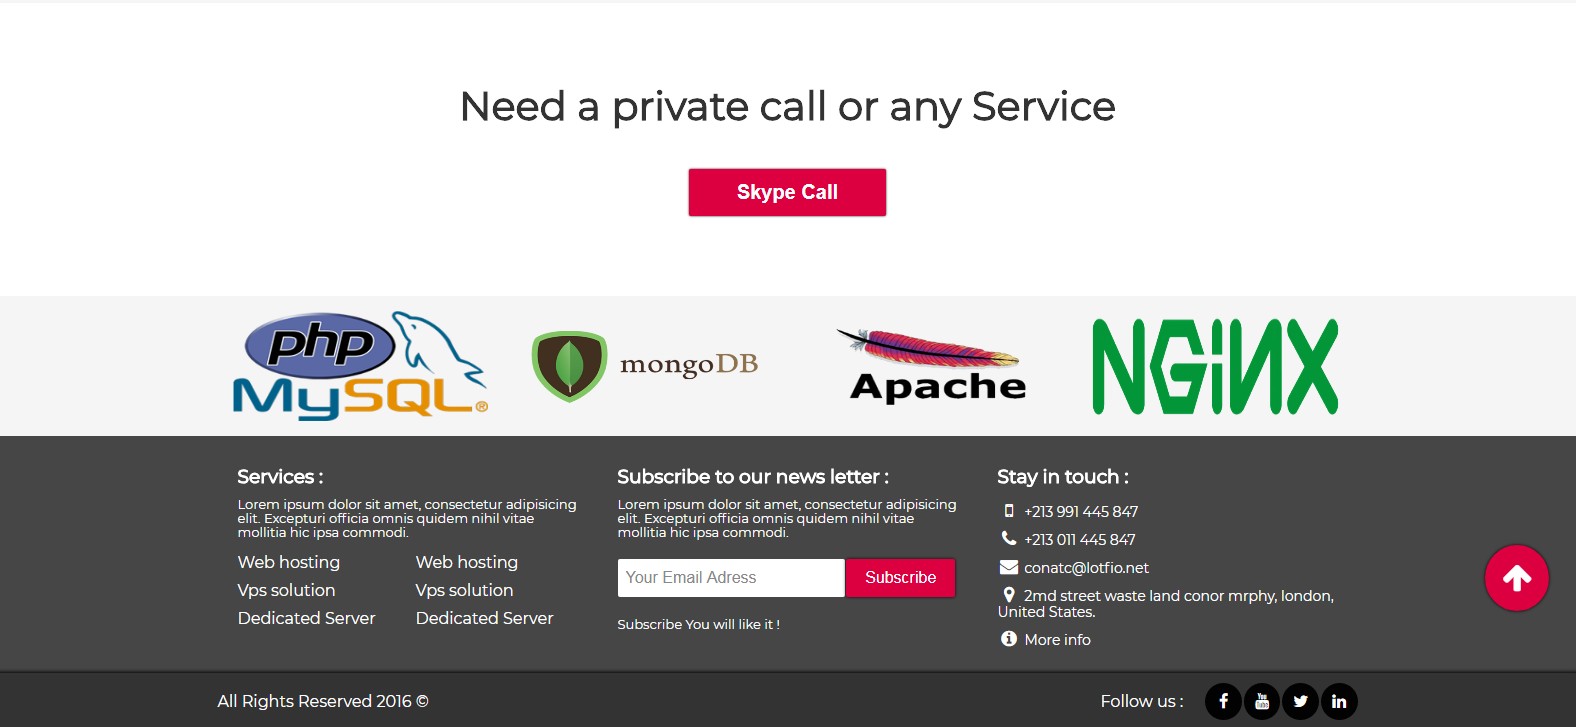 Need a private call or any Service
Skype Call
php
MySQL®
mongoDB
Apache
NGiNX
Services :
Lorem ipsum dolor sit amet, consectetur adipisicing
elit. Excepturi officia omnis quidem nihil vitae
mollitia hic ipsa commodi.
Web hosting
Web hosting
Vps solution
Vps solution
Dedicated Server
Dedicated Server
Subscribe to our news letter :
Lorem ipsum dolor sit amet, consectetur adipisicing
elit. Excepturi officia omnis quidem nihil vitae
mollitia hic ipsa commodi.
Your Email Adress
Subscribe
Subscribe You will like it !
Stay in touch :
+213 991 445 847
+213 011 445 847
conatc@lotfio.net
2md street waste land conor mrphy, london,
United States.
More info
All Rights Reserved 2016 ©
Follow us :
f
You
Tube
in